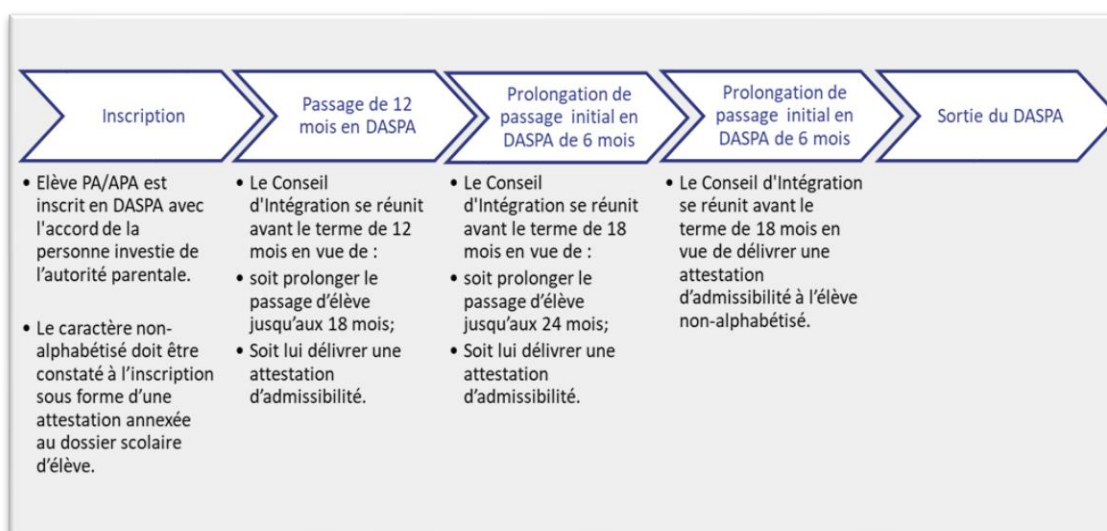 Inscription
Passage de 12
mois en DASPA
Prolongation de
passage initial en
DASPA de 6 mois
Prolongation de
passage initial en
DASPA de 6 mois
Sortie du DASPA
• Elève PA/APA est
inscrit en DASPA avec
l'accord de la
personne investie de
l'autorité parentale.
• Le caractère non-
alphabétisé doit être
constaté à l'inscription
sous forme d'une
attestation annexée
au dossier scolaire
d'élève.
• Le Conseil
d'Intégration se réunit
avant le terme de 12
mois en vue de :
• soit prolonger le
passage d'élève
jusqu'aux 18 mois;
• Soit lui délivrer une
attestation
d'admissibilité.
• Le Conseil
d'Intégration se réunit
avant le terme de 18
mois en vue de :
• soit prolonger le
passage d'élève
jusqu'aux 24 mois;
• Soit lui délivrer une
attestation
d'admissibilité.
• Le Conseil d'Intégration
se réunit avant le
terme de 18 mois en
vue de délivrer une
attestation
d'admissibilité à l'élève
non-alphabétisé.